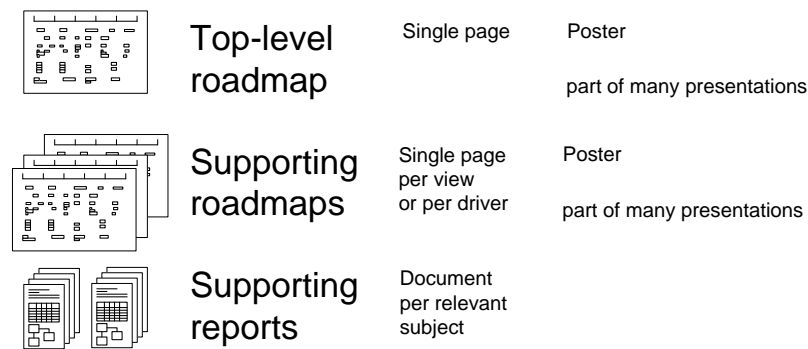 Top-level
roadmap
Single page
Poster
part of many presentations
Supporting
roadmaps
Single page
per view
or per driver
Poster
part of many presentations
Supporting
reports
Document
per relevant
subject